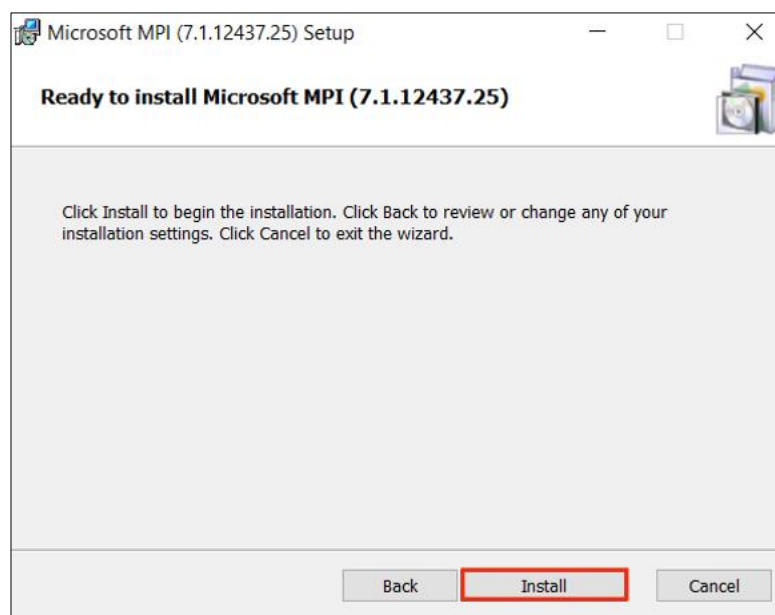 Microsoft MPI (7.1.12437.25) Setup
Ready to install Microsoft MPI (7.1.12437.25)
Click Install to begin the installation. Click Back to review or change any of your
installation settings. Click Cancel to exit the wizard.
Back Install Cancel